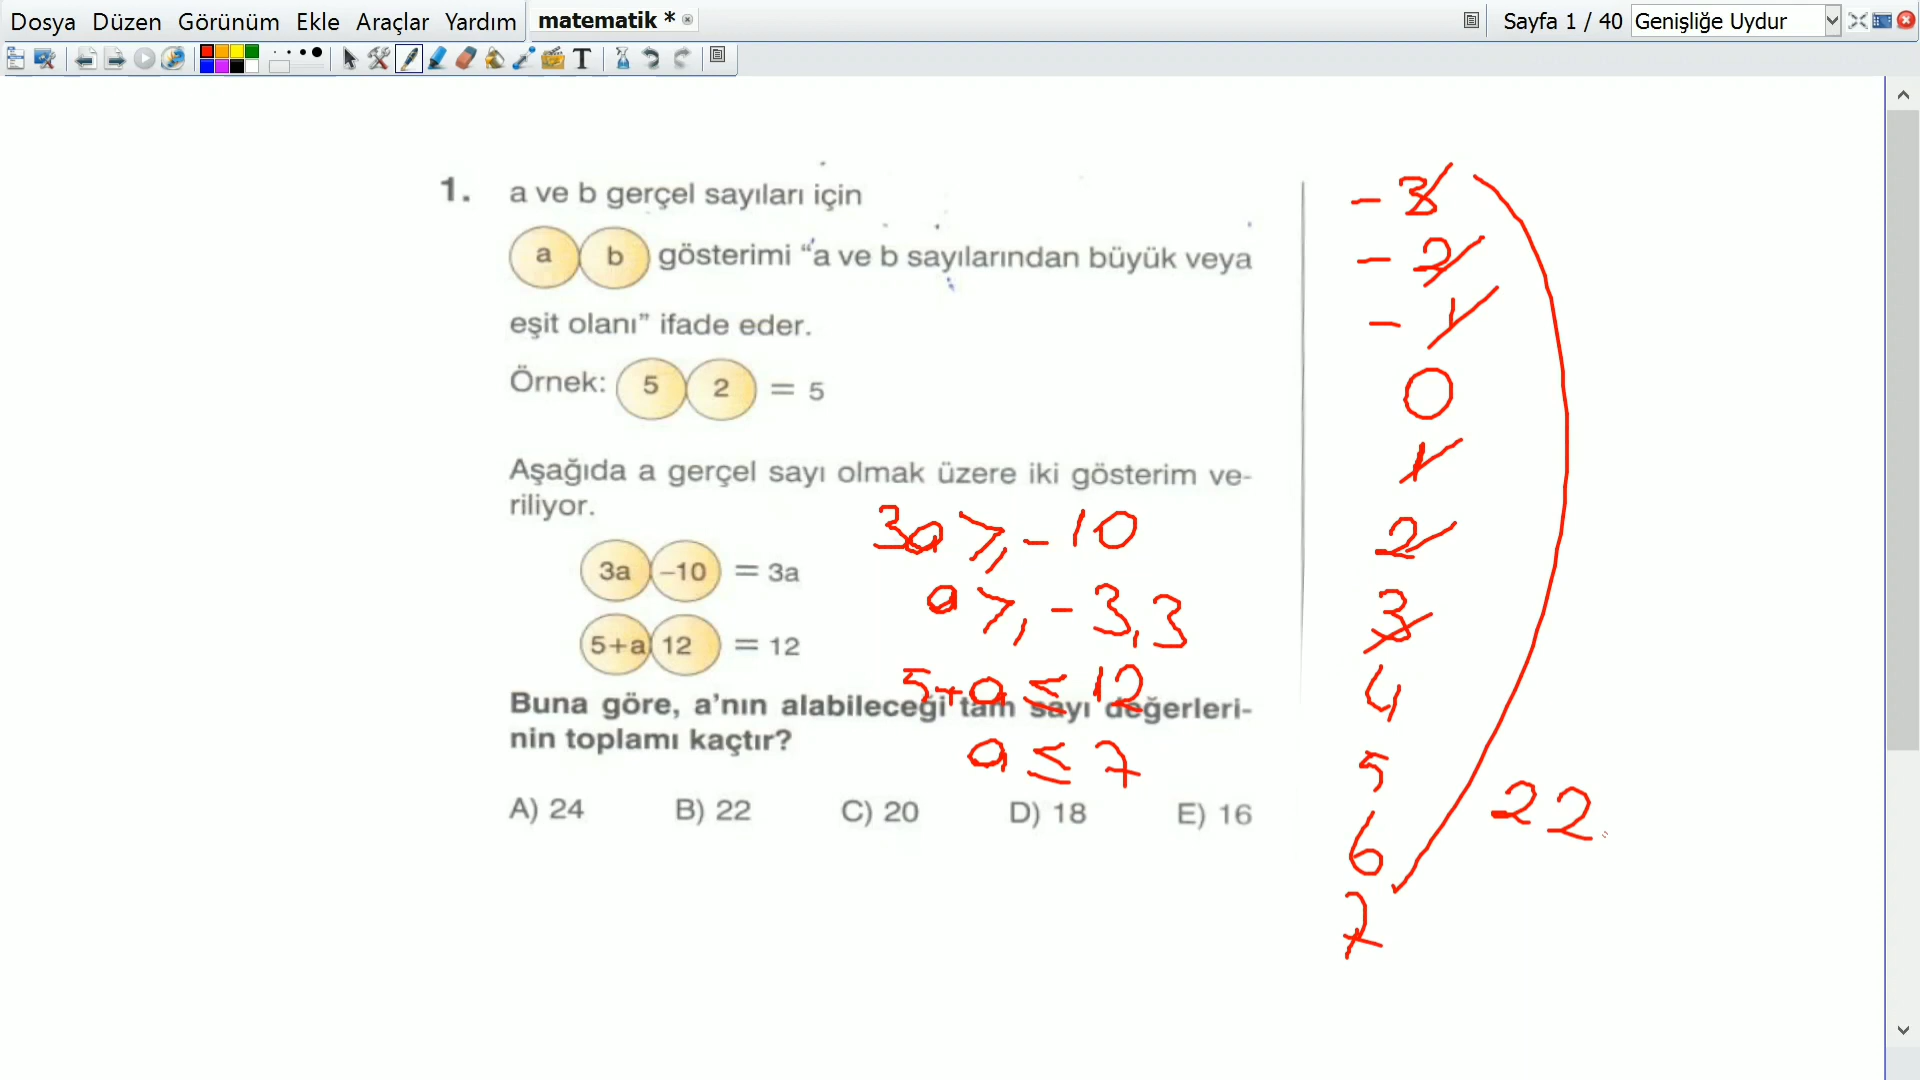 Dosya Düzen Görünüm Ekle Araçlar Yardım matematik * Sayfa 1 / 40 Genişliğe Uydur
T
1. a ve b gerçel sayıları için
a b gösterimi “a ve b sayılarından büyük veya
eşit olanı” ifade eder.
Örnek: 5 2 = 5
Aşağıda a gerçel sayı olmak üzere iki gösterim ve-
riliyor.
3a -10 = 3a
5+a 12 = 12
Buna göre, a’nın alabileceği tam sayı değerleri-
nin toplamı kaçtır?
A) 24 B) 22 C) 20 D) 18 E) 16
3a ≥ -10
a ≥ -3,3
5+a ≤ 12
a ≤ 7
-3
-2
-1
0
1
2
3
4
5
6
7
22